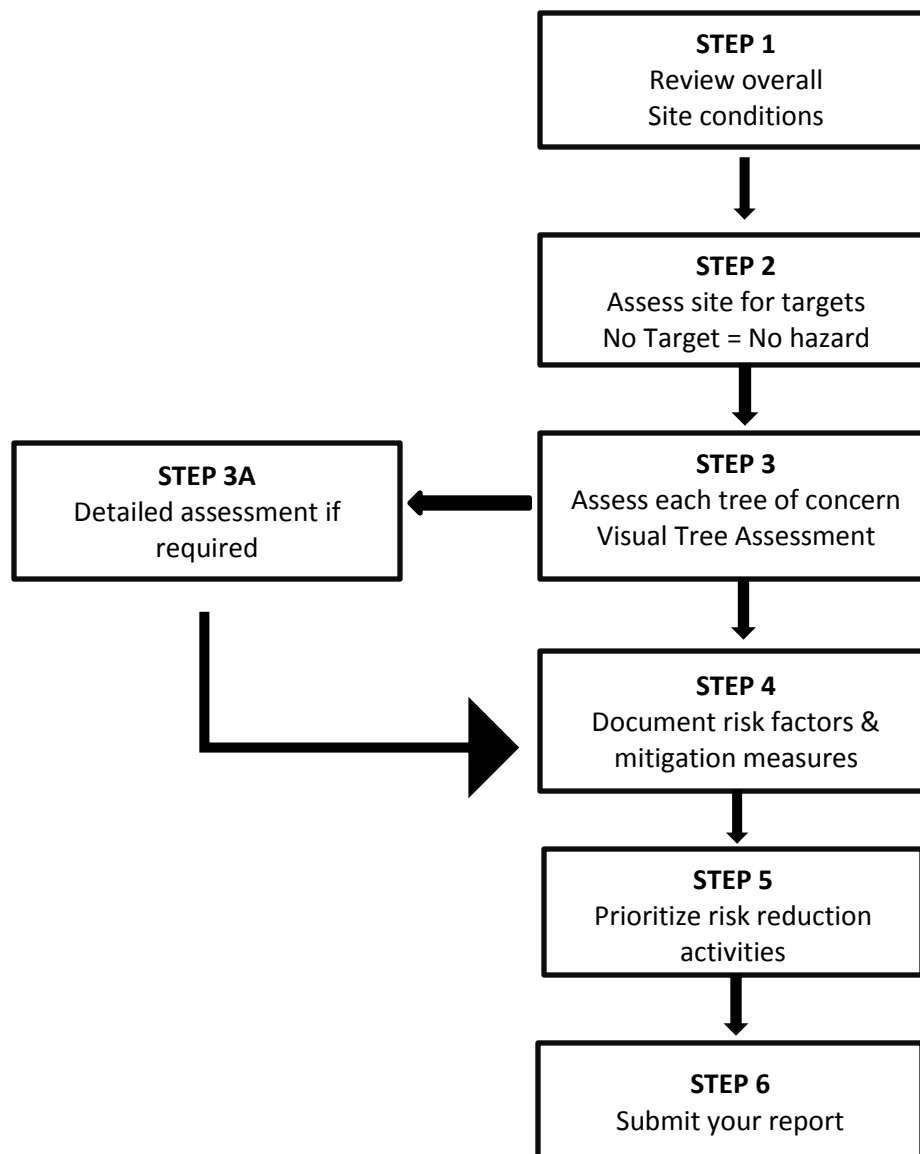 STEP 1
Review overall
Site conditions
STEP 2
Assess site for targets
No Target = No hazard
STEP 3
Assess each tree of concern
Visual Tree Assessment
STEP 3A
Detailed assessment if
required
STEP 4
Document risk factors &
mitigation measures
STEP 5
Prioritize risk reduction
activities
STEP 6
Submit your report